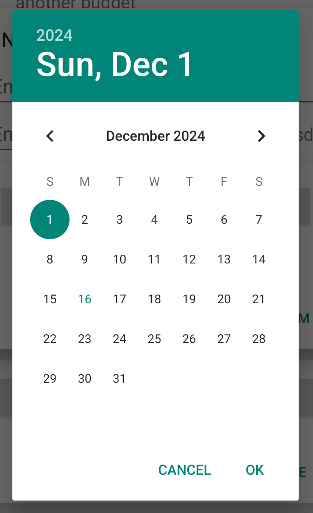 another budget
2024
Sun, Dec 1
December 2024
S M T W T F S
1 2 3 4 5 6 7
8 9 10 11 12 13 14
15 16 17 18 19 20 21
22 23 24 25 26 27 28
29 30 31
CANCEL OK